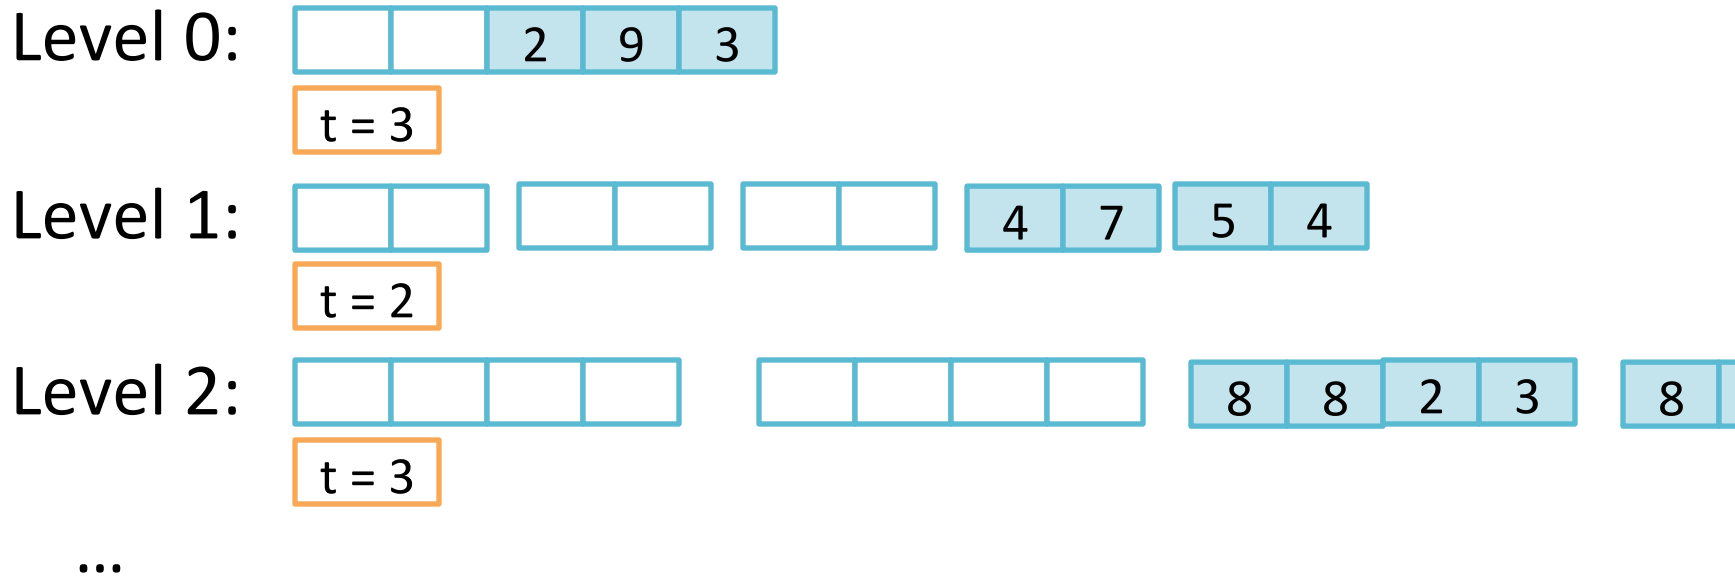 Level 0: 2 9 3
t = 3
Level 1: 4 7 5 4
t = 2
Level 2: 8 8 2 3 8
t = 3
...